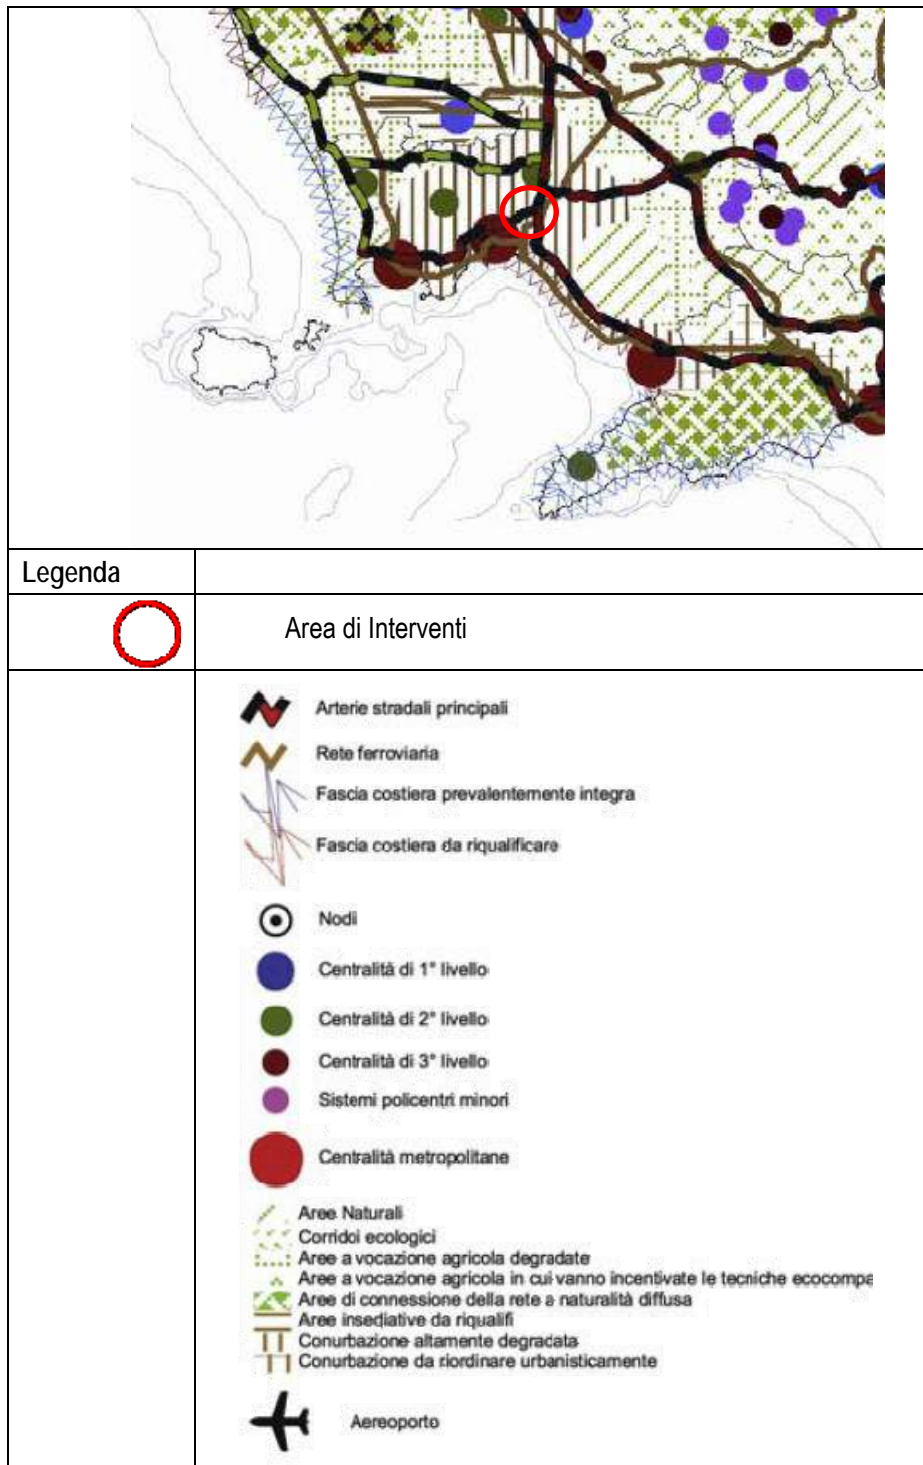 Legenda
Area di Interventi
Arterie stradali principali
Rete ferroviaria
Fascia costiera prevalentemente integra
Fascia costiera da riqualificare
Nodi
Centralità di 1° livello
Centralità di 2° livello
Centralità di 3° livello
Sistemi policentri minori
Centralità metropolitane
Aree Naturali
Corridoi ecologici
Aree a vocazione agricola degradate
Aree a vocazione agricola in cui vanno incentivate le tecniche ecocompa
Aree di connessione della rete a naturalità diffusa
Aree insediative da riqualifi
Conurbazione altamente degradata
Conurbazione da riordinare urbanisticamente
Aereoporto